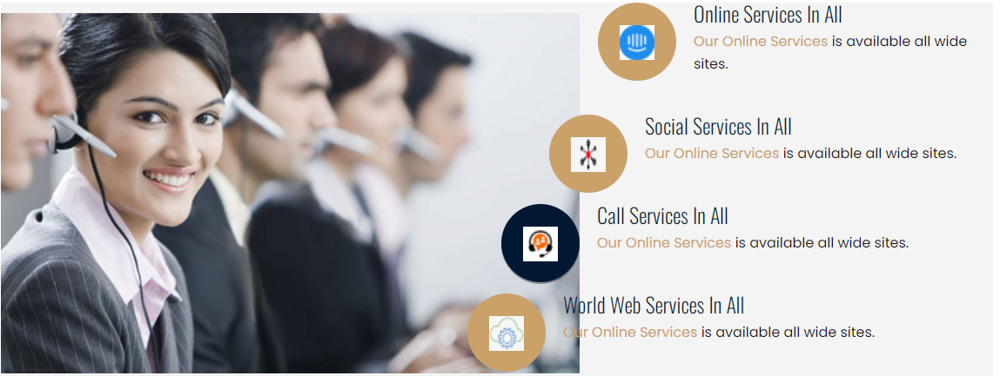 Online Services In All
Our Online Services is available all wide
sites.
Social Services In All
Our Online Services is available all wide sites.
Call Services In All
Our Online Services is available all wide sites.
World Web Services In All
Our Online Services is available all wide sites.